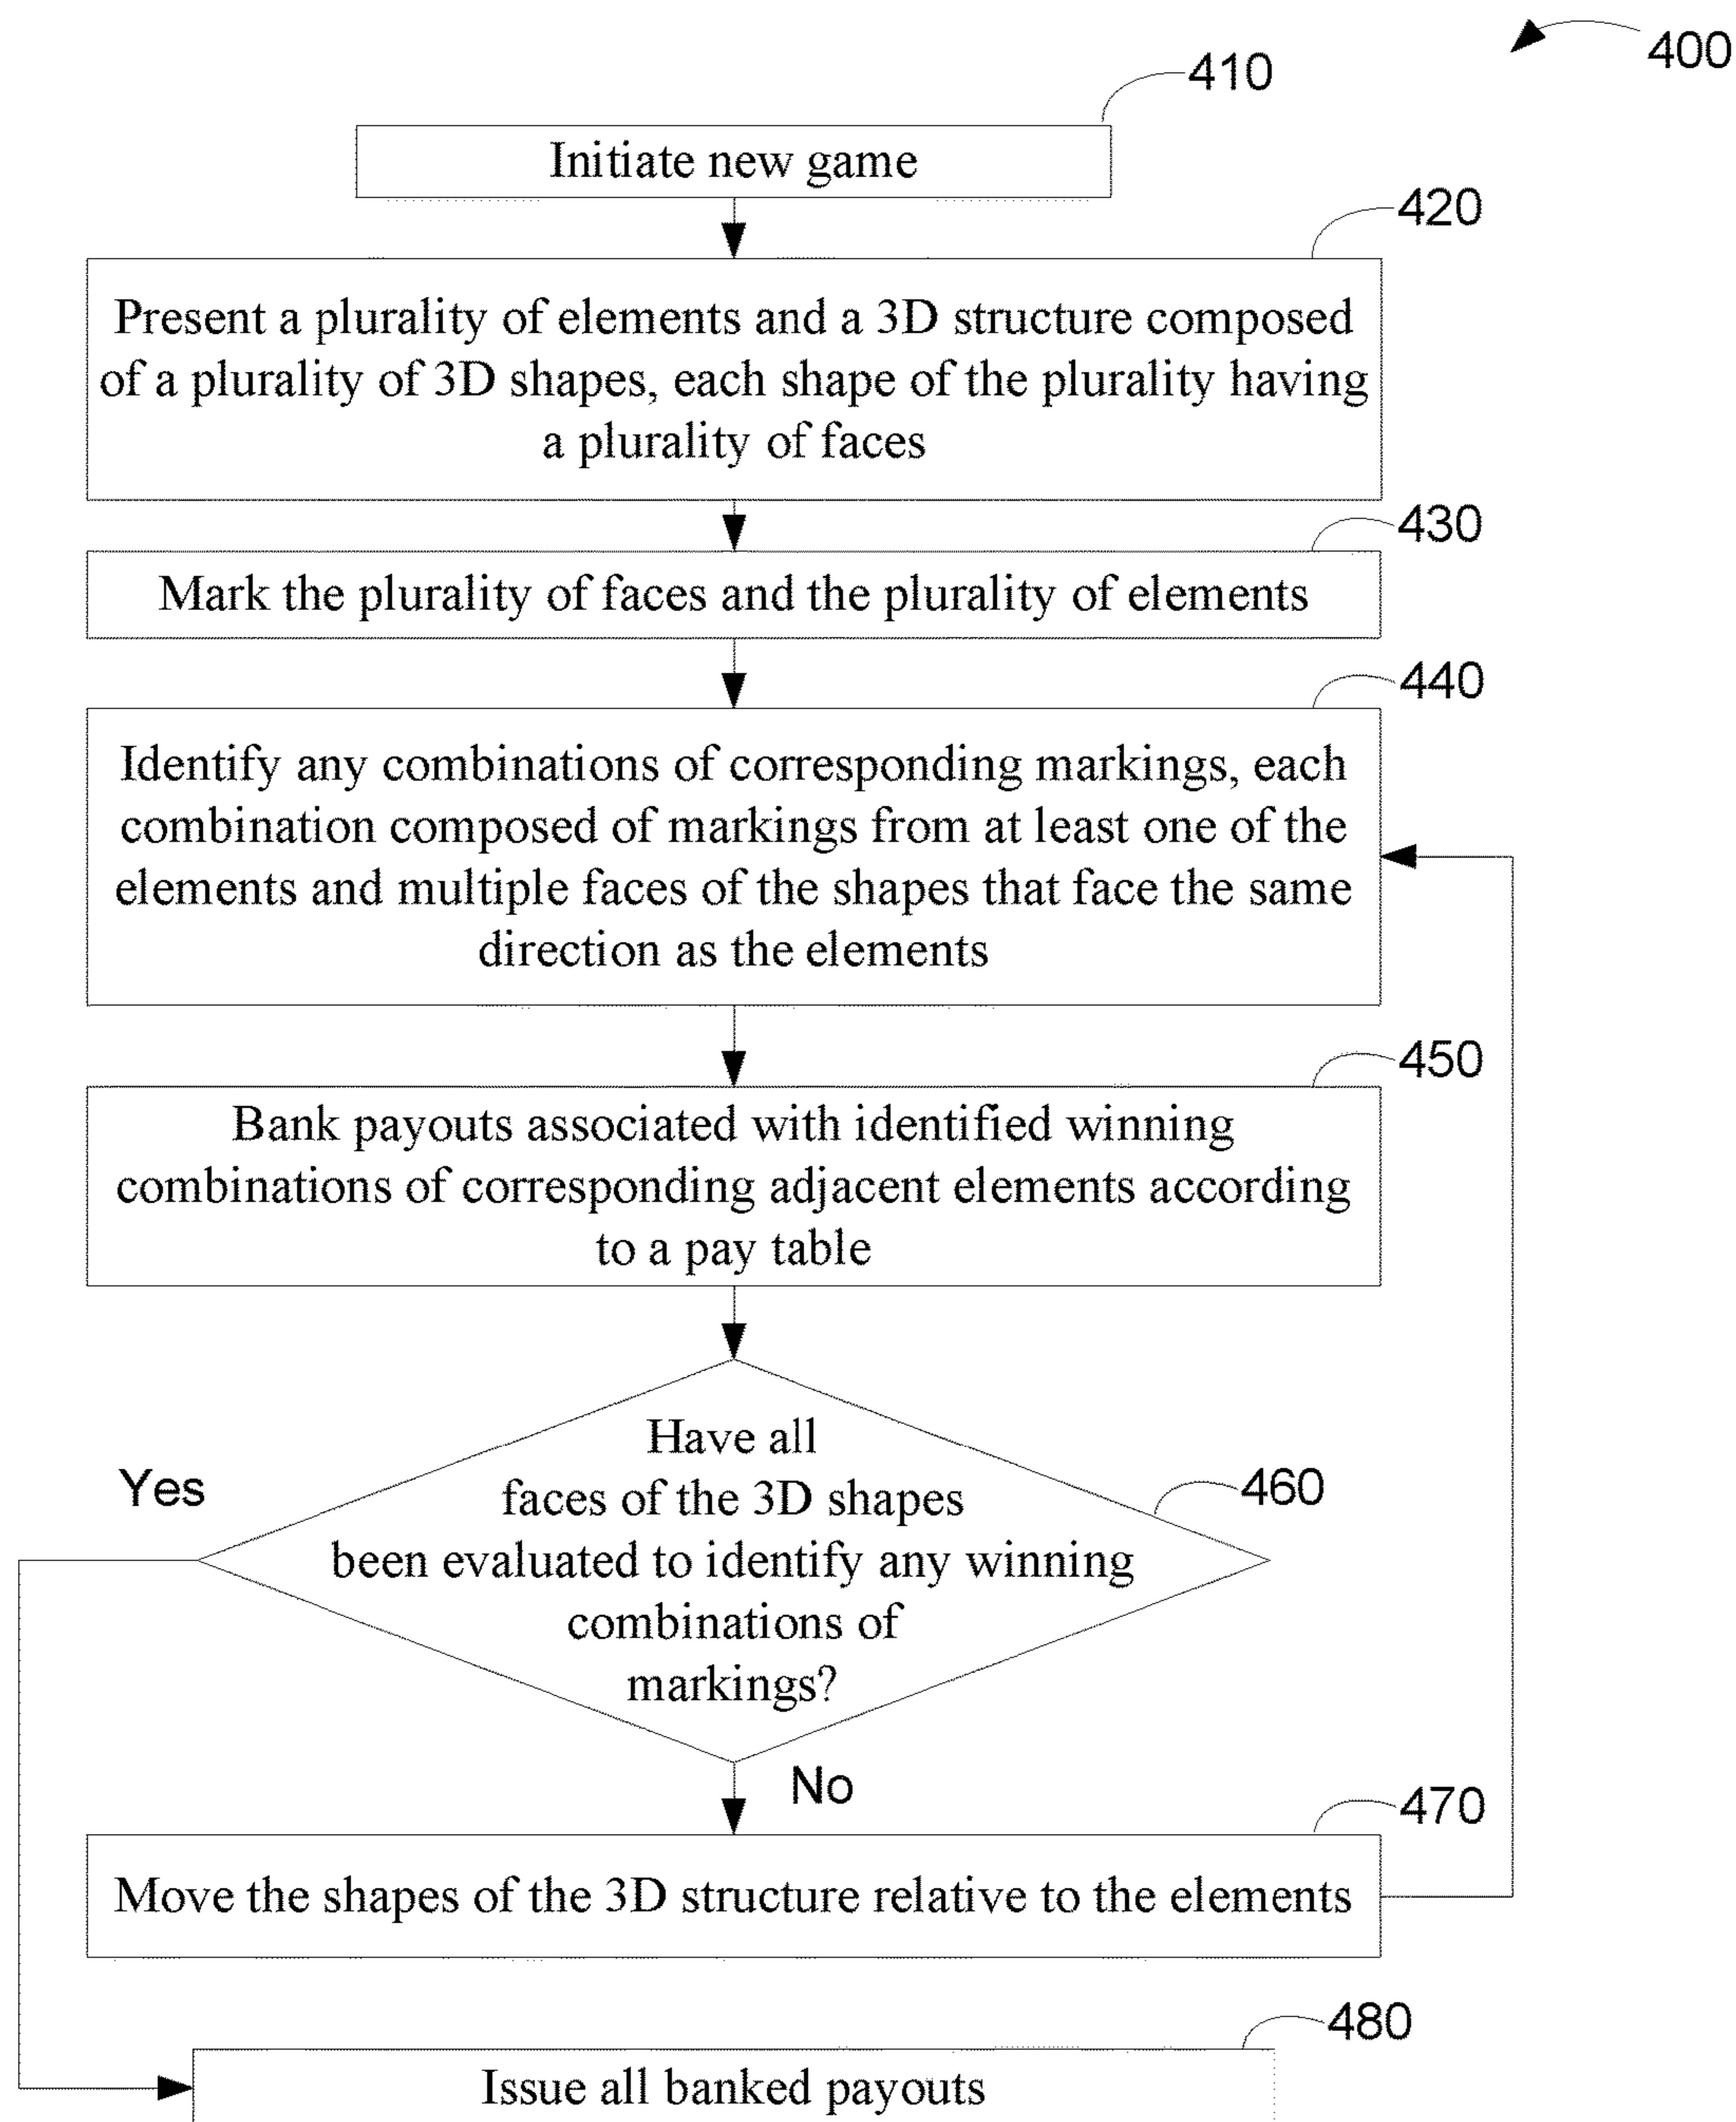 400
410
Initiate new game
420
Present a plurality of elements and a 3D structure composed
of a plurality of 3D shapes, each shape of the plurality having
a plurality of faces
430
Mark the plurality of faces and the plurality of elements
440
Identify any combinations of corresponding markings, each
combination composed of markings from at least one of the
elements and multiple faces of the shapes that face the same
direction as the elements
450
Bank payouts associated with identified winning
combinations of corresponding adjacent elements according
to a pay table
Have all
faces of the 3D shapes
been evaluated to identify any winning
combinations of
markings?
460
Yes
No
470
Move the shapes of the 3D structure relative to the elements
480
Issue all banked payouts